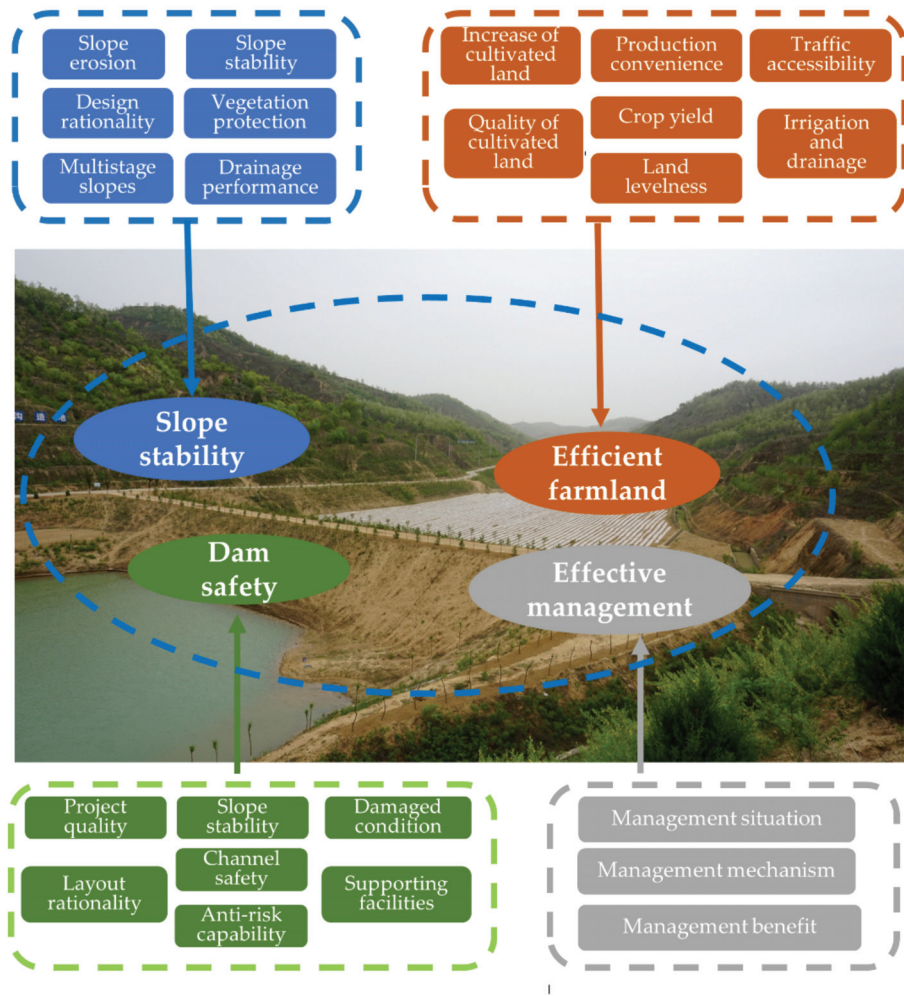 Slope
erosion
Slope
stability
Design
rationality
Vegetation
protection
Multistage
slopes
Drainage
performance
Increase of
cultivated
land
Production
convenience
Traffic
accessibility
Quality of
cultivated
land
Crop yield
Irrigation
and
drainage
Land
levelness
沟 造 地
Slope
stability
Efficient
farmland
Dam
safety
Effective
management
Project
quality
Slope
stability
Damaged
condition
Layout
rationality
Channel
safety
Supporting
facilities
Anti-risk
capability
Management situation
Management mechanism
Management benefit